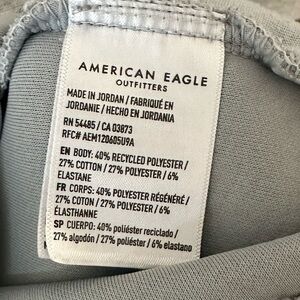 AMERICAN EAGLE
OUTFITTERS
MADE IN JORDAN / FABRIQUÉ EN
JORDANIE / HECHO EN JORDANIA
RN 54485 / CA 03873
RFC# AEM120605U9A
EN BODY: 40% RECYCLED POLYESTER /
27% COTTON / 27% POLYESTER / 6%
ELASTANE
FR CORPS: 40% POLYESTER RÉGÉNÉRÉ /
27% COTON / 27% POLYESTER / 6%
ÉLASTHANNE
SP CUERPO: 40% poliéster reciclado /
27% algodón / 27% poliéster / 6% elastano